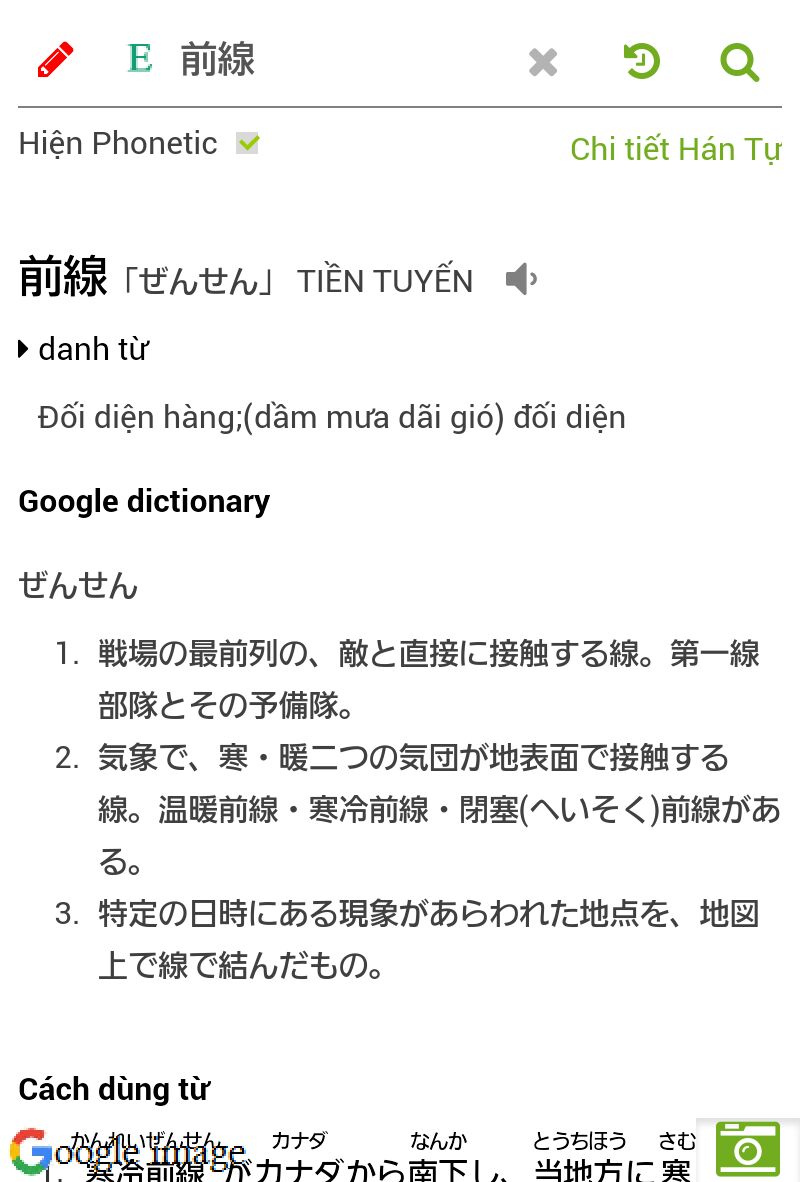 E 前線
Hiện Phonetic
Chi tiết Hán Tự
前線「ぜんせん」 TIỀN TUYẾN
danh từ
Đối diện hàng;(dầm mưa dãi gió) đối diện
Google dictionary
ぜんせん
1. 戦場の最前列の、敵と直接に接触する線。第一線
部隊とその予備隊。
2. 気象で、寒・暖二つの気団が地表面で接触する
線。温暖前線・寒冷前線・閉塞(へいそく)前線があ
る。
3. 特定の日時にある現象があらわれた地点を、地図
上で線で結んだもの。
Cách dùng từ
かんれいぜんせん カナダ なんか とうちほう さむ
Google image
1. 寒冷前線 がカナダから南下し、当地方に寒